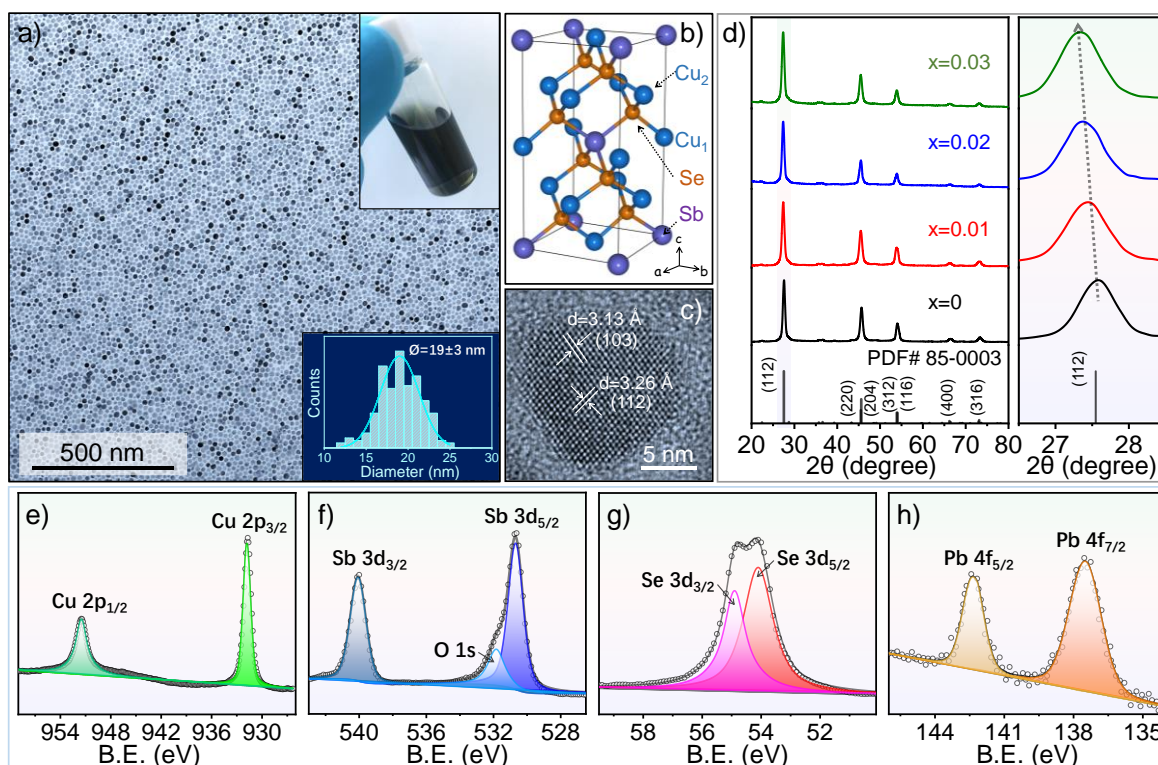 a)
500 nm
Ø=19±3 nm
Counts
10 15 20 25 30
Diameter (nm)
b)
Cu2
Cu1
Se
Sb
c
a
b
c)
d=3.13 Å
(103)
d=3.26 Å
(112)
5 nm
d)
x=0.03
x=0.02
x=0.01
x=0
PDF# 85-0003
(112)
(220)
(204)
(312)
(116)
(400)
(316)
20 30 40 50 60 70 80
2θ (degree)
(112)
27 28
2θ (degree)
e)
Cu 2p3/2
Cu 2p1/2
954 948 942 936 930
B.E. (eV)
f)
Sb 3d5/2
Sb 3d3/2
O 1s
540 536 532 528
B.E. (eV)
g)
Se 3d5/2
Se 3d3/2
58 56 54 52
B.E. (eV)
h)
Pb 4f7/2
Pb 4f5/2
144 141 138 135
B.E. (eV)